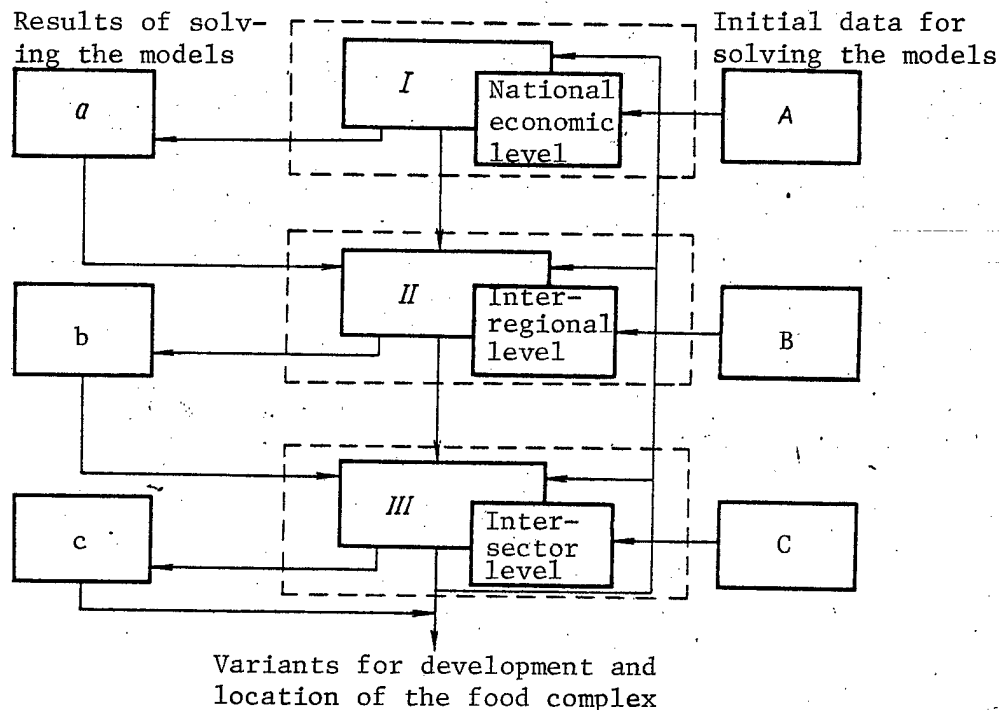 Results of solv-
ing the models
Initial data for
solving the models
a
I
National
economic
level
A
b
II
Inter-
regional
level
B
c
III
Inter-
sector
level
C
Variants for development and
location of the food complex